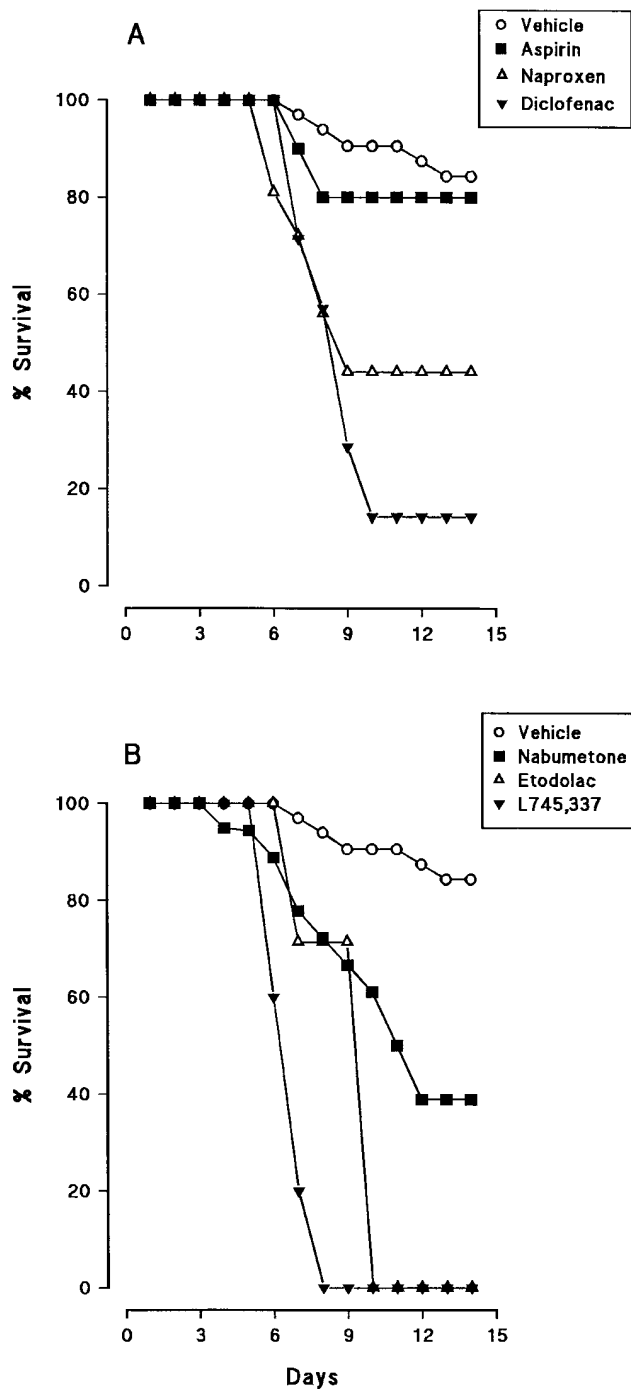 A
Vehicle
Aspirin
Naproxen
Diclofenac
100
80
60
40
20
0
% Survival
0 3 6 9 12 15
B
Vehicle
Nabumetone
Etodolac
L745,337
100
80
60
40
20
0
% Survival
0 3 6 9 12 15
Days